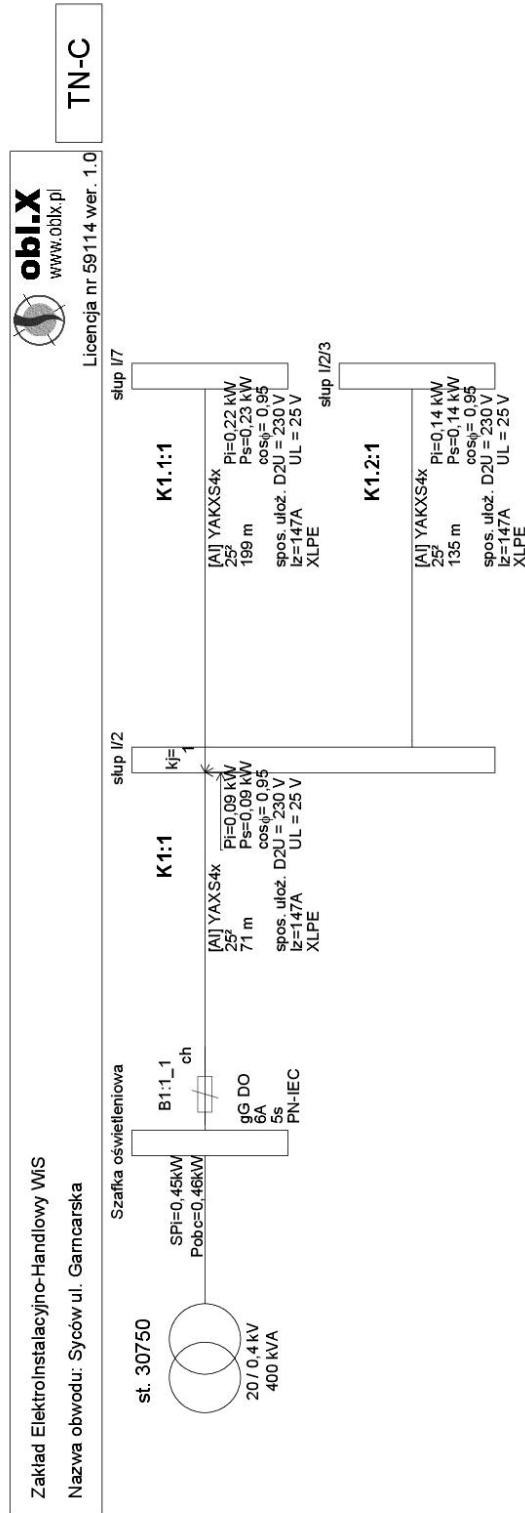 Zakład ElektroInstalacyjno-Handlowy WiS
Nazwa obwodu: Syców ul. Garncarska
obl.X
www.oblx.pl
Licencja nr 59114 wer. 1.0
TN-C
st. 30750
20 / 0,4 kV
400 kVA
SPi=0,45kW
Pobc=0,46kW
Szafka oświetleniowa
B1:1_1
ch
gG DO
6A
5s
PN-IEC
K1:1
[Al] YAXS4x
25²
71 m
spos. ułoż. D2
Iz=147A
XLPE
Pi=0,09 kW
Ps=0,09 kW
cosϕ= 0,95
U = 230 V
UL = 25 V
słup I/2
kj=
1
K1.1:1
[Al] YAKXS4x
25²
199 m
spos. ułoż. D2
Iz=147A
XLPE
Pi=0,22 kW
Ps=0,23 kW
cosϕ= 0,95
U = 230 V
UL = 25 V
słup I/7
K1.2:1
[Al] YAKXS4x
25²
135 m
spos. ułoż. D2
Iz=147A
XLPE
Pi=0,14 kW
Ps=0,14 kW
cosϕ= 0,95
U = 230 V
UL = 25 V
słup I/2/3